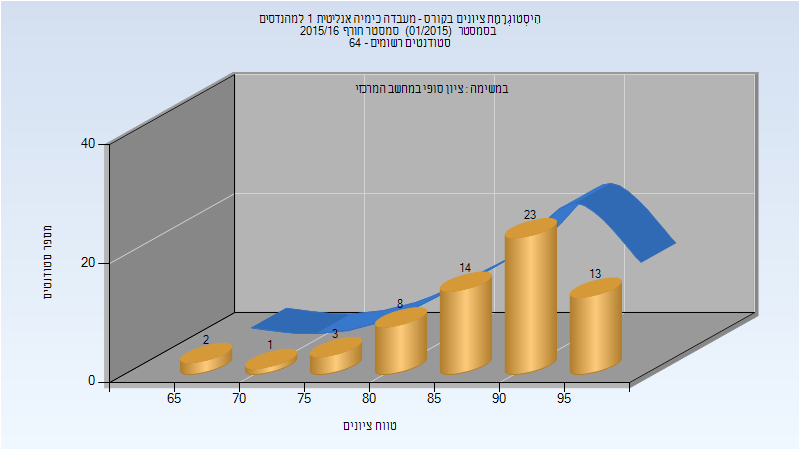 היסטוגרמת ציונים בקורס - מעבדה כימיה אנליטית 1 למהנדסים
בסמסטר (01/2015) סמסטר חורף 2015/16
סטודנטים רשומים - 64
במשימה : ציון סופי במחשב המרכזי
40
20
0
מספר סטודנטים
2
1
3
8
14
23
13
65
70
75
80
85
90
95
טווח ציונים